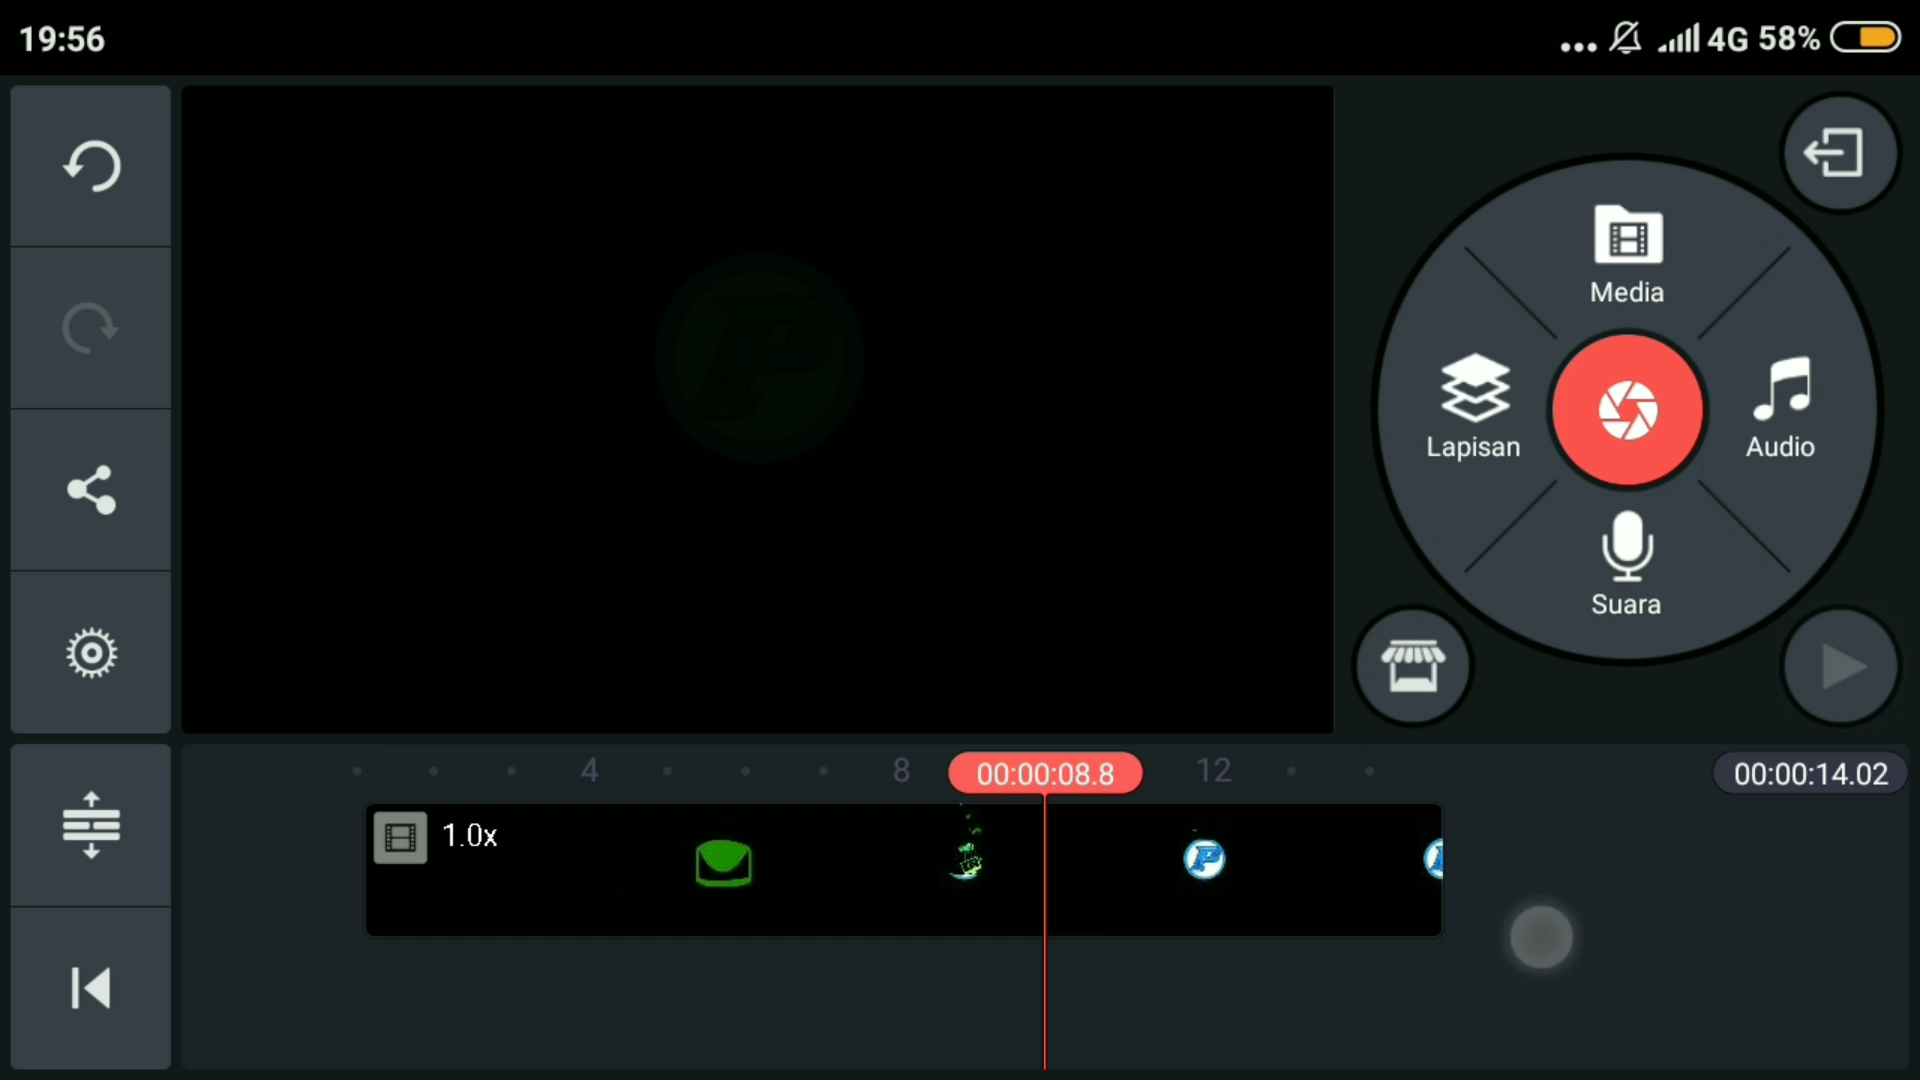 19:56
4G 58%
Media
Lapisan
Audio
Suara
4
8
00:00:08.8
12
00:00:14.02
1.0x
P
P